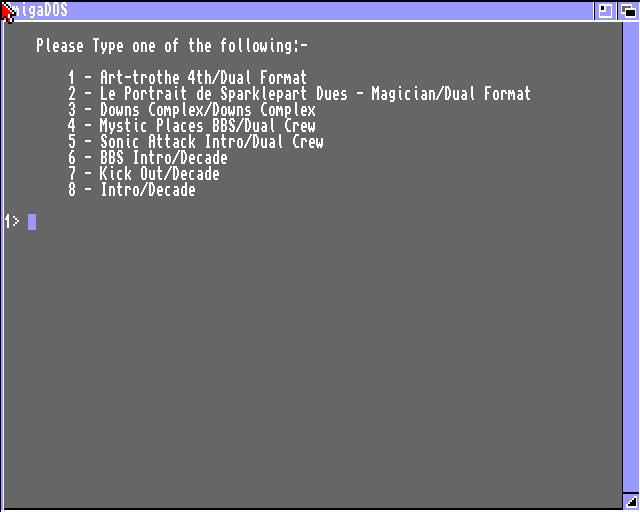 AmigaDOS
Please Type one of the following:-
1 - Art-trothe 4th/Dual Format
2 - Le Portrait de Sparklepart Dues - Magician/Dual Format
3 - Downs Complex/Downs Complex
4 - Mystic Places BBS/Dual Crew
5 - Sonic Attack Intro/Dual Crew
6 - BBS Intro/Decade
7 - Kick Out/Decade
8 - Intro/Decade
1>